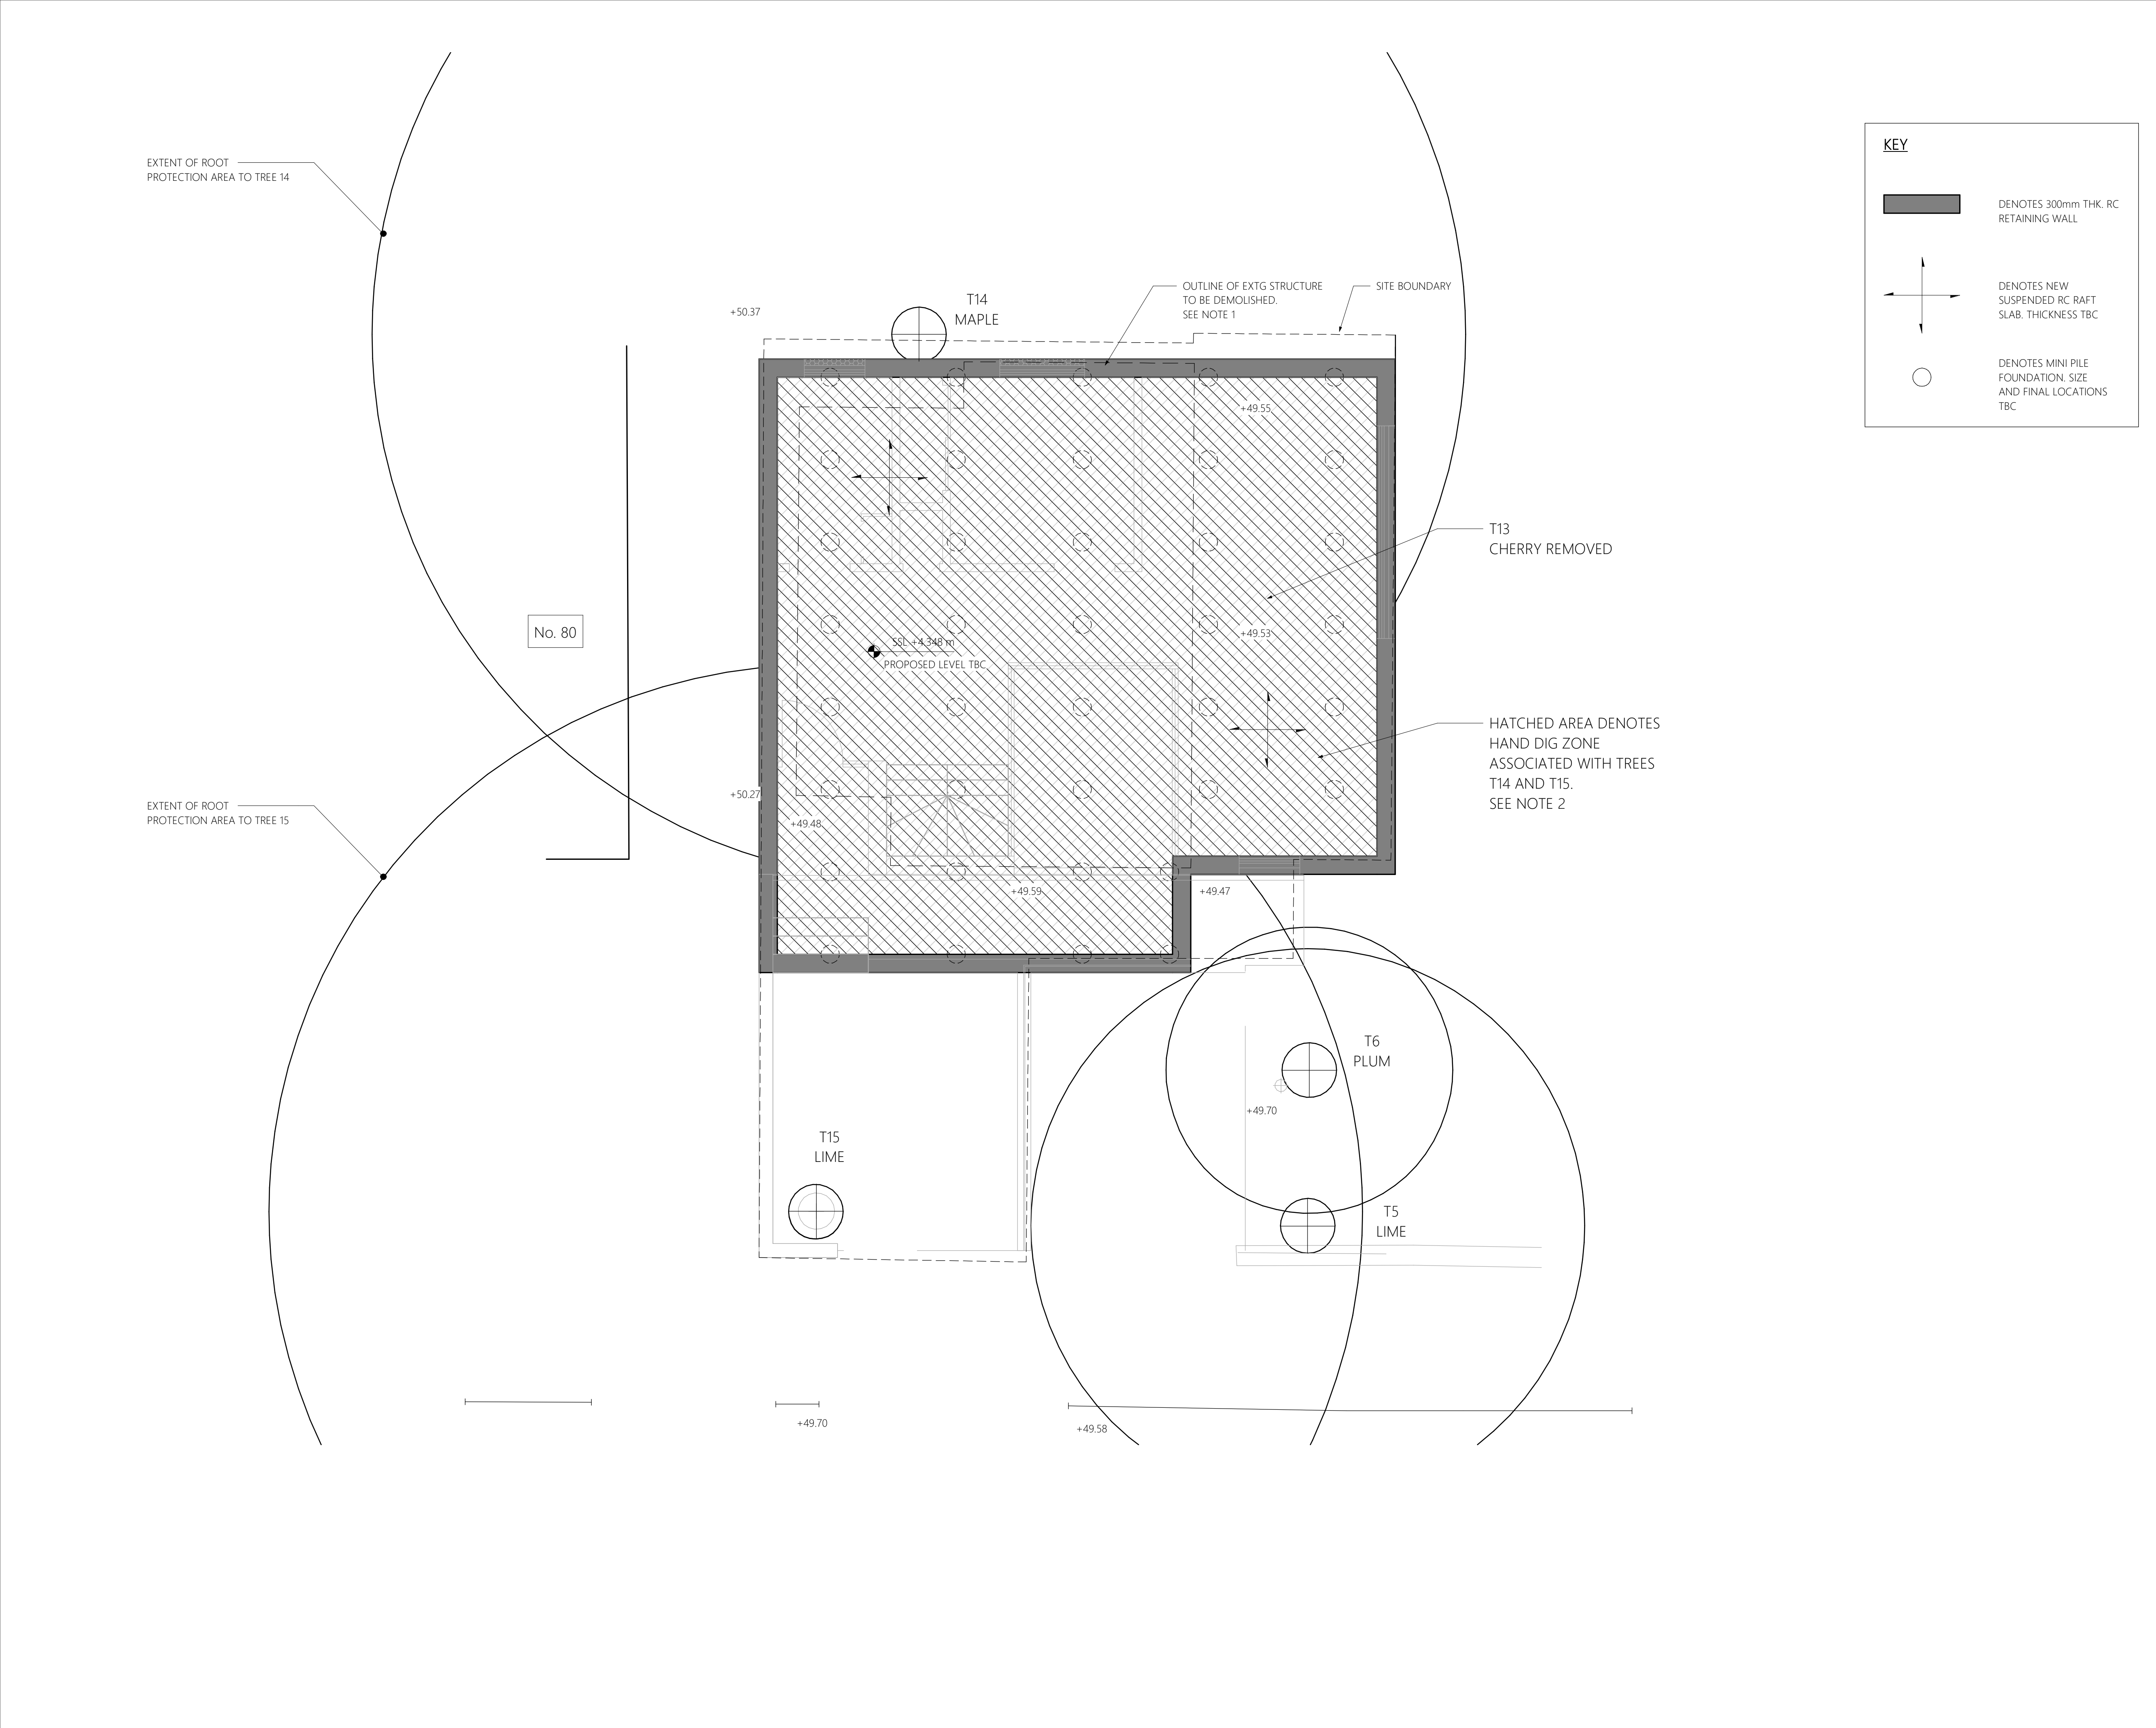 EXTENT OF ROOT
PROTECTION AREA TO TREE 14
+50.37
T14
MAPLE
OUTLINE OF EXTG STRUCTURE
TO BE DEMOLISHED.
SEE NOTE 1
SITE BOUNDARY
KEY
DENOTES 300mm THK. RC
RETAINING WALL
DENOTES NEW
SUSPENDED RC RAFT
SLAB. THICKNESS TBC
DENOTES MINI PILE
FOUNDATION. SIZE
AND FINAL LOCATIONS
TBC
+49.55
T13
CHERRY REMOVED
No. 80
+49.53
SSL +4.348 m
PROPOSED LEVEL TBC
HATCHED AREA DENOTES
HAND DIG ZONE
ASSOCIATED WITH TREES
T14 AND T15.
SEE NOTE 2
EXTENT OF ROOT
PROTECTION AREA TO TREE 15
+50.27
+49.48
+49.59
+49.47
T6
PLUM
+49.70
T15
LIME
T5
LIME
+49.70
+49.58